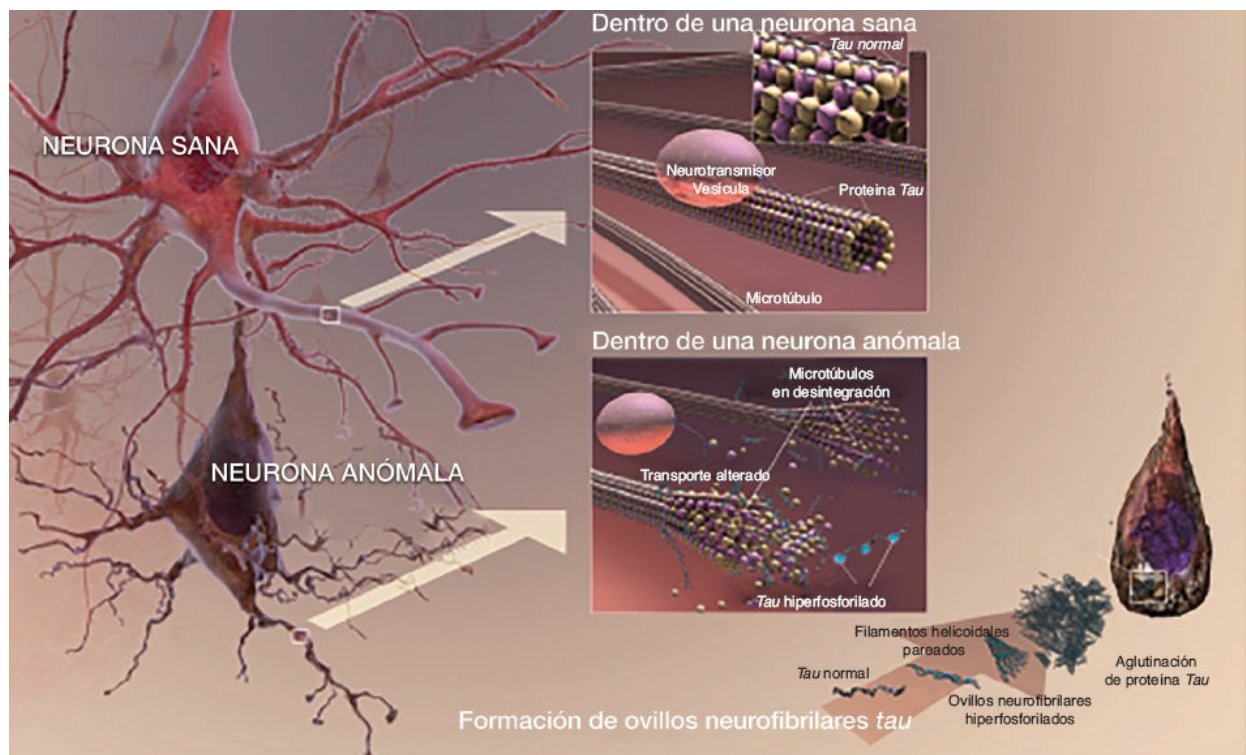 Dentro de una neurona sana
Tau normal
NEURONA SANA
Neurotransmisor
Vesícula
Proteina Tau
Microtúbulo
Dentro de una neurona anómala
Microtúbulos
en desintegración
NEURONA ANÓMALA
Transporte alterado
Tau hiperfosforilado
Filamentos helicoidales
pareados
Tau normal
Aglutinación
de proteína Tau
Ovillos neurofibrilares
hiperfosforilados
Formación de ovillos neurofibrilares tau